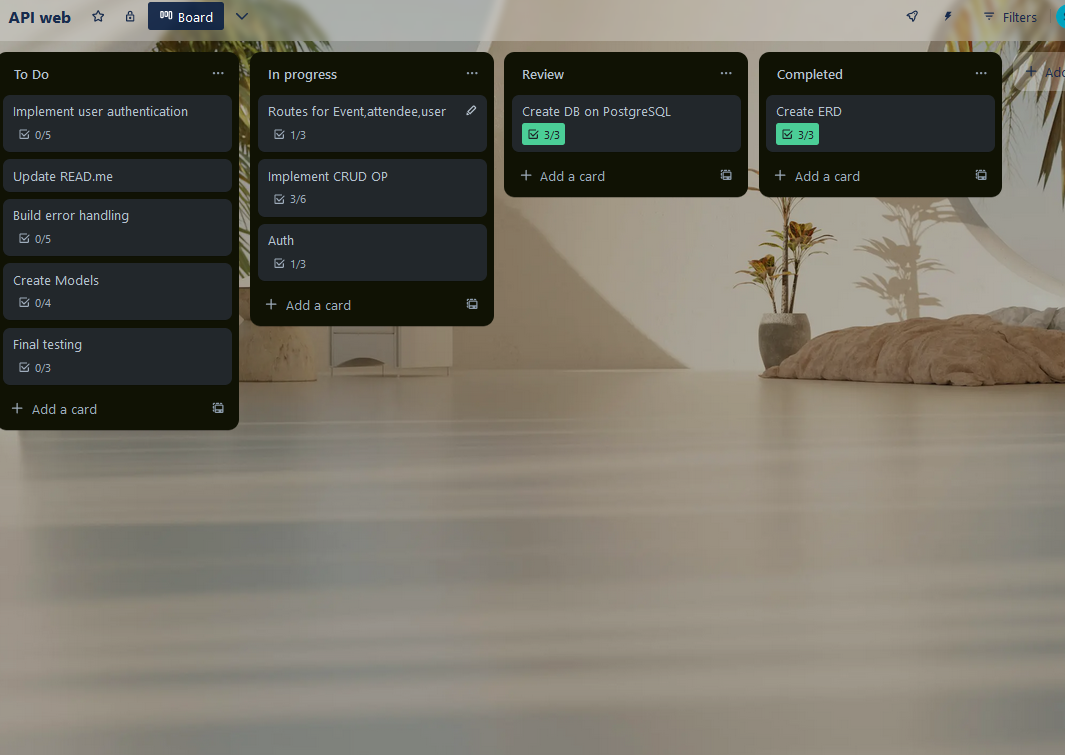 API web
Board
Filters
To Do
Implement user authentication
0/5
Update READ.me
Build error handling
0/5
Create Models
0/4
Final testing
0/3
+ Add a card
In progress
Routes for Event,attendee,user
1/3
Implement CRUD OP
3/6
Auth
1/3
+ Add a card
Review
Create DB on PostgreSQL
3/3
+ Add a card
Completed
Create ERD
3/3
+ Add a card
+ Add